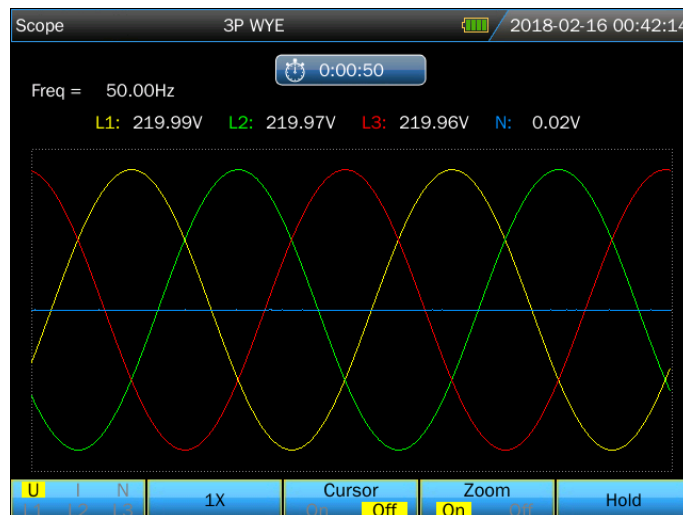 Scope 3P WYE 2018-02-16 00:42:14
0:00:50
Freq = 50.00Hz
L1: 219.99V L2: 219.97V L3: 219.96V N: 0.02V
U I N 1X Cursor Zoom Hold
L1 L2 L3 On Off On Off